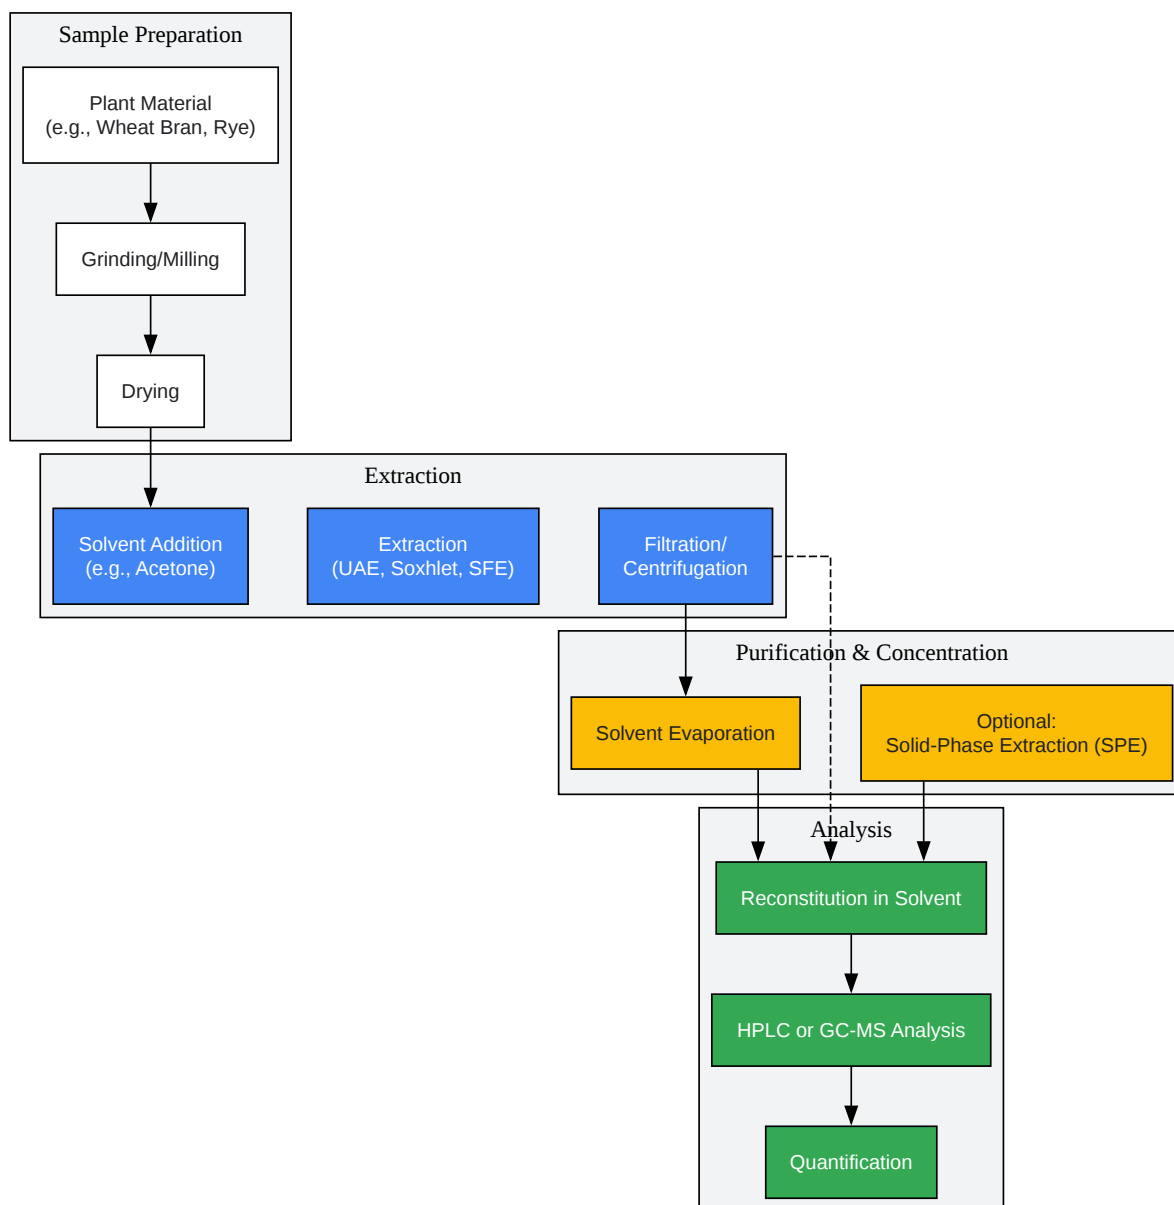 Sample Preparation
Plant Material
(e.g., Wheat Bran, Rye)
Grinding/Milling
Drying
Extraction
Solvent Addition
(e.g., Acetone)
Extraction
(UAE, Soxhlet, SFE)
Filtration/
Centrifugation
Purification & Concentration
Solvent Evaporation
Optional:
Solid-Phase Extraction (SPE)
Analysis
Reconstitution in Solvent
HPLC or GC-MS Analysis
Quantification